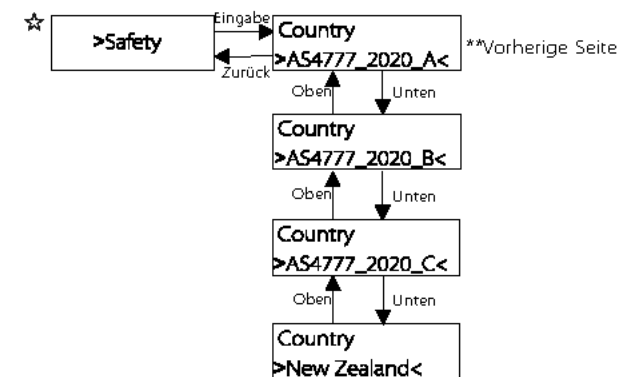 ☆ >Safety
Eingabe
Zurück
Country
>AS4777_2020_A<
**Vorherige Seite
Oben
Unten
Country
>AS4777_2020_B<
Oben
Unten
Country
>AS4777_2020_C<
Oben
Unten
Country
>New Zealand<